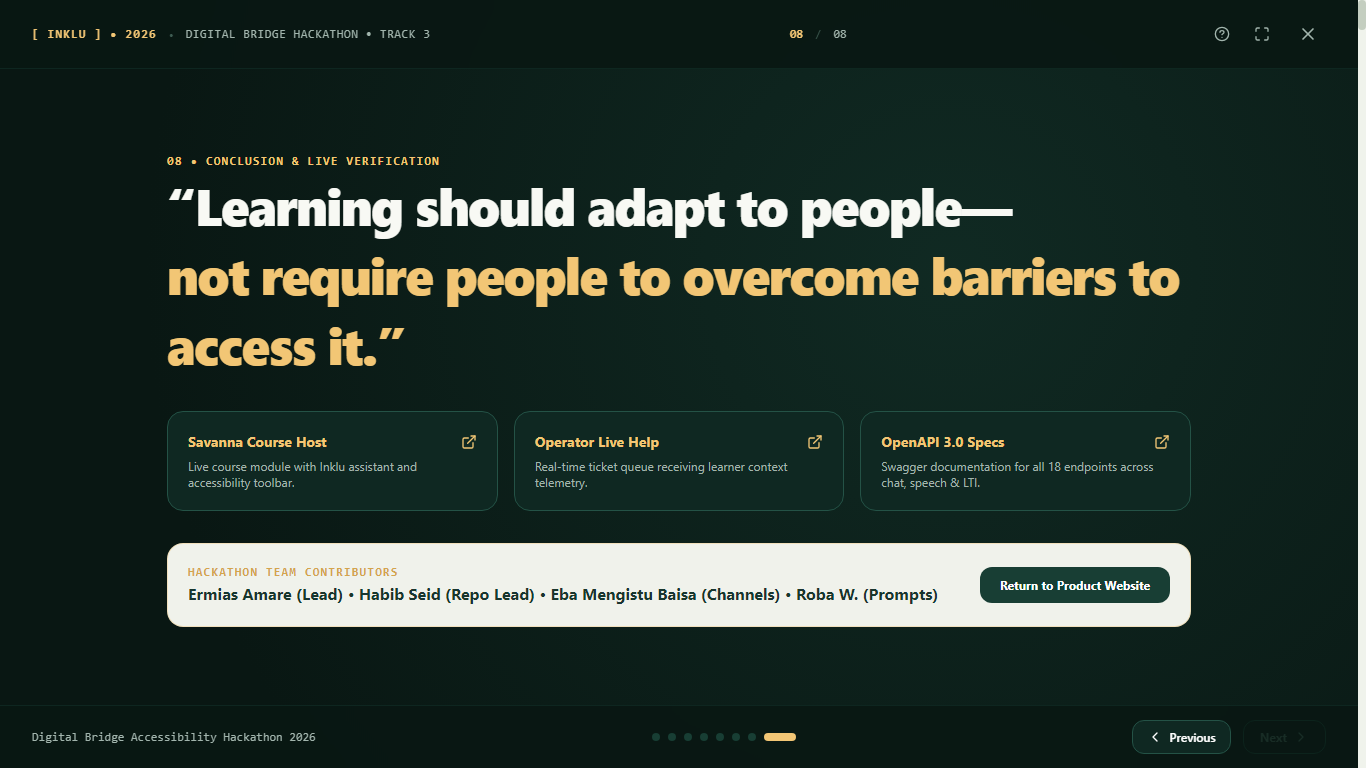 [ INKLU ] • 2026 • DIGITAL BRIDGE HACKATHON • TRACK 3
08 / 08
08 • CONCLUSION & LIVE VERIFICATION
“Learning should adapt to people—
not require people to overcome barriers to
access it.”
Savanna Course Host
Live course module with Inklu assistant and
accessibility toolbar.
Operator Live Help
Real-time ticket queue receiving learner context
telemetry.
OpenAPI 3.0 Specs
Swagger documentation for all 18 endpoints across
chat, speech & LTI.
HACKATHON TEAM CONTRIBUTORS
Ermias Amare (Lead) • Habib Seid (Repo Lead) • Eba Mengistu Baisa (Channels) • Roba W. (Prompts)
Return to Product Website
Digital Bridge Accessibility Hackathon 2026
Previous
Next